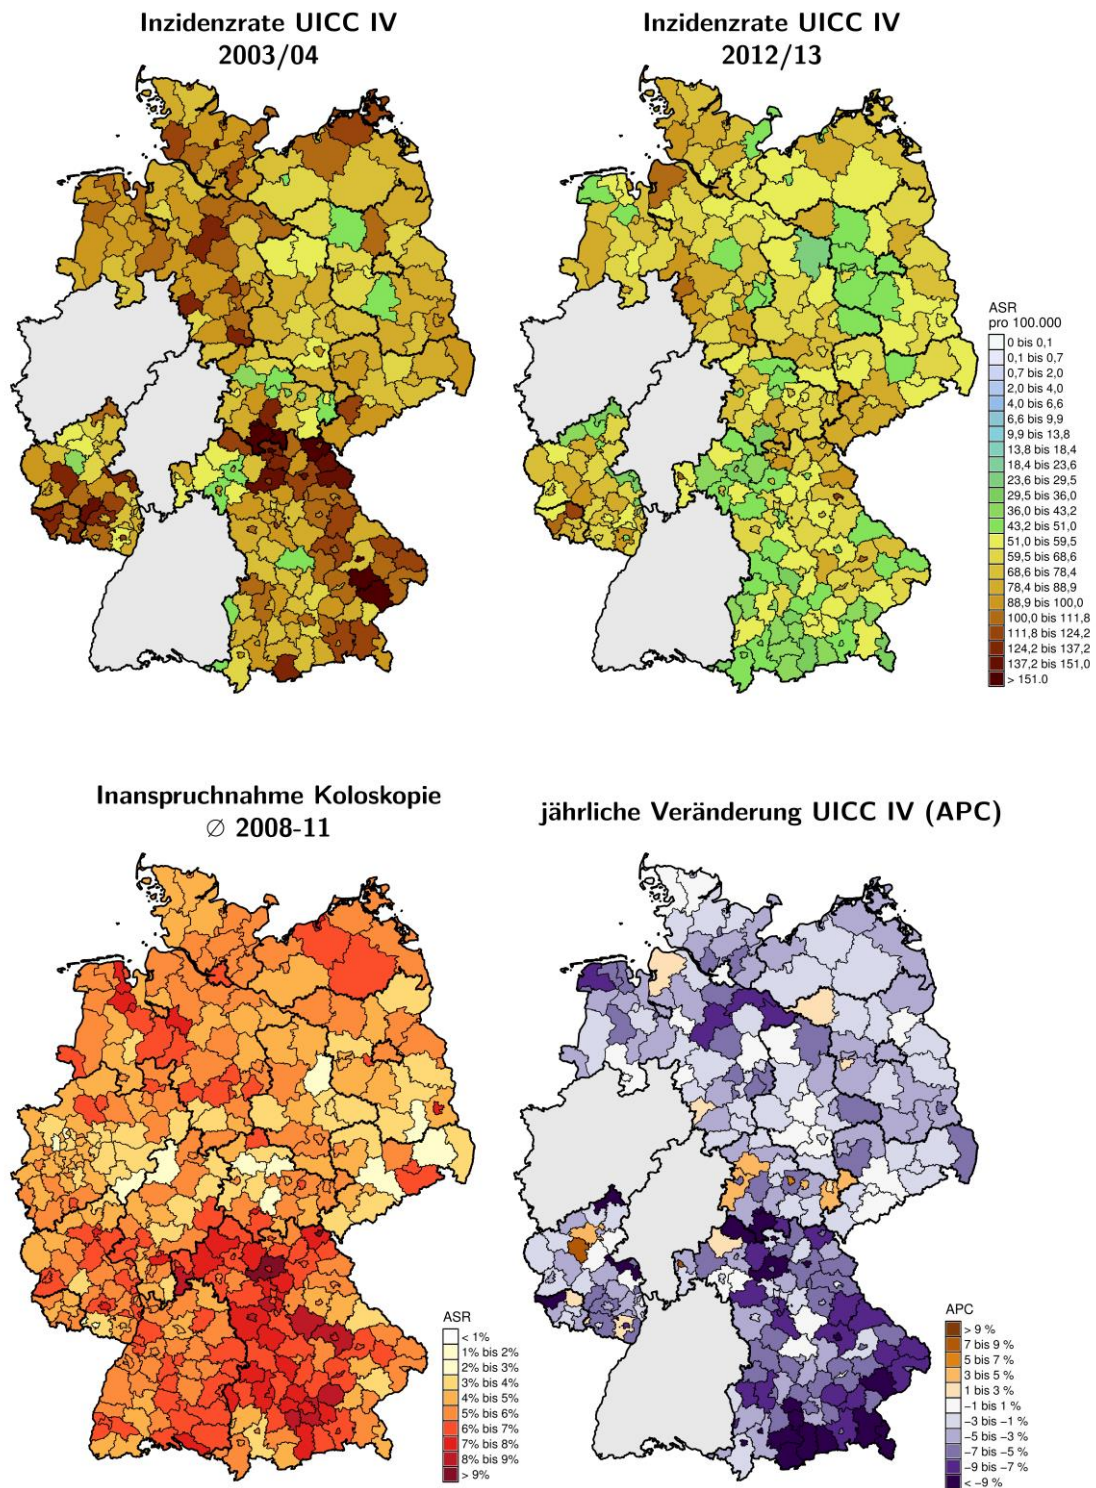 Inzidenzrate UICC IV
2003/04
Inzidenzrate UICC IV
2012/13
ASR
pro 100.000
0 bis 0,1
0,1 bis 0,7
0,7 bis 2,0
2,0 bis 4,0
4,0 bis 6,6
6,6 bis 9,9
9,9 bis 13,8
13,8 bis 18,4
18,4 bis 23,6
23,6 bis 29,5
29,5 bis 36,0
36,0 bis 43,2
43,2 bis 51,0
51,0 bis 59,5
59,5 bis 68,6
68,6 bis 78,4
78,4 bis 88,9
88,9 bis 100,0
100,0 bis 111,8
111,8 bis 124,2
124,2 bis 137,2
137,2 bis 151,0
> 151.0
Inanspruchnahme Koloskopie
∅ 2008-11
jährliche Veränderung UICC IV (APC)
ASR
< 1%
1% bis 2%
2% bis 3%
3% bis 4%
4% bis 5%
5% bis 6%
6% bis 7%
7% bis 8%
8% bis 9%
> 9%
APC
> 9 %
7 bis 9 %
5 bis 7 %
3 bis 5 %
1 bis 3 %
−1 bis 1 %
−3 bis −1 %
−5 bis −3 %
−7 bis −5 %
−9 bis −7 %
< −9 %